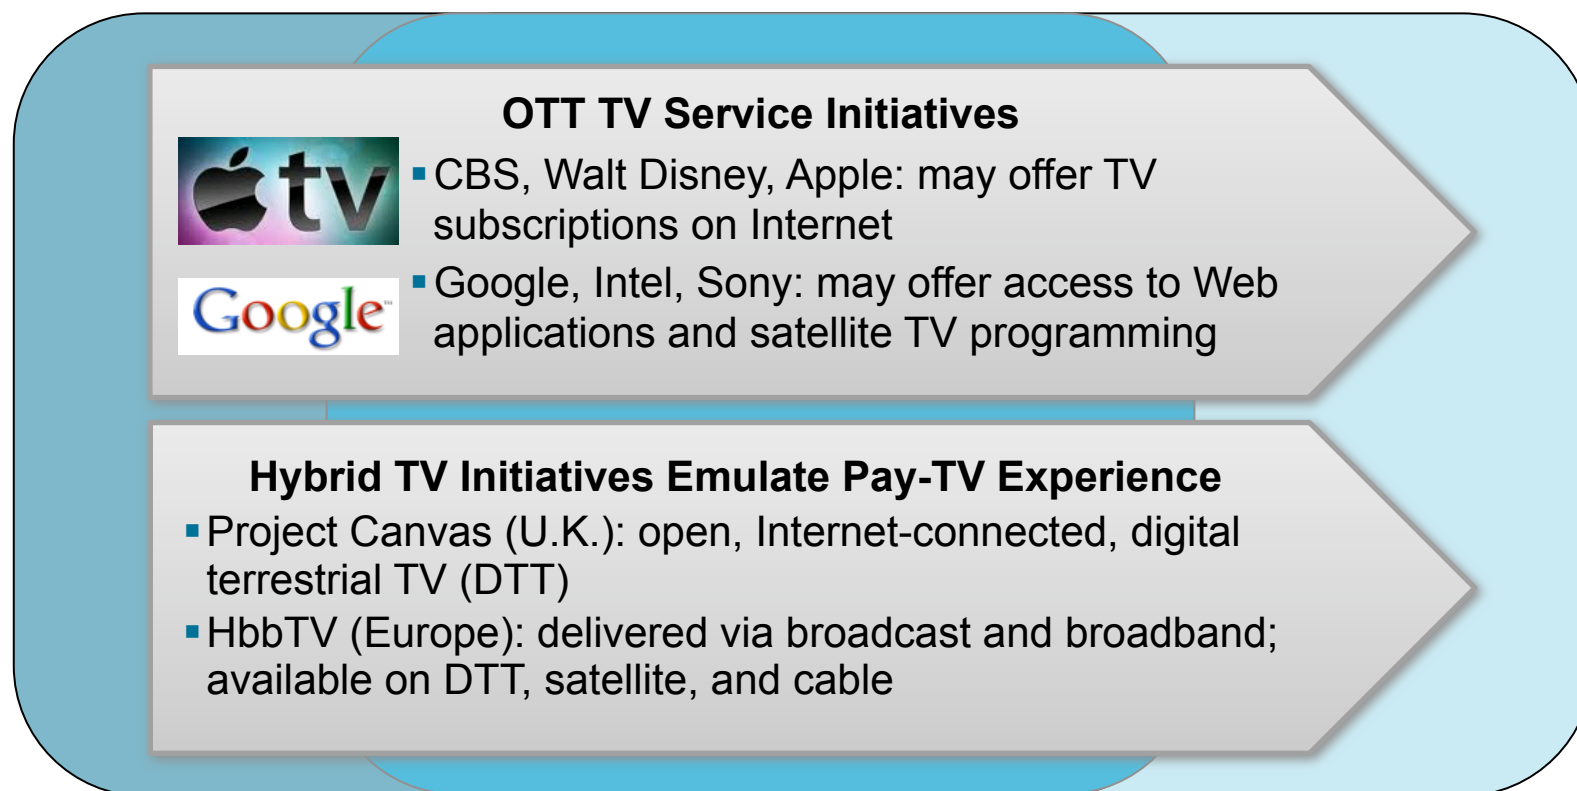 OTT TV Service Initiatives
tv
▪CBS, Walt Disney, Apple: may offer TV
subscriptions on Internet
Google™
▪Google, Intel, Sony: may offer access to Web
applications and satellite TV programming
Hybrid TV Initiatives Emulate Pay-TV Experience
▪Project Canvas (U.K.): open, Internet-connected, digital
terrestrial TV (DTT)
▪HbbTV (Europe): delivered via broadcast and broadband;
available on DTT, satellite, and cable